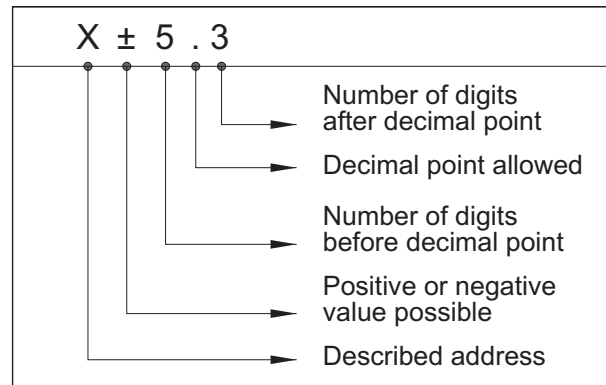 X ± 5 . 3
Number of digits
after decimal point
Decimal point allowed
Number of digits
before decimal point
Positive or negative
value possible
Described address